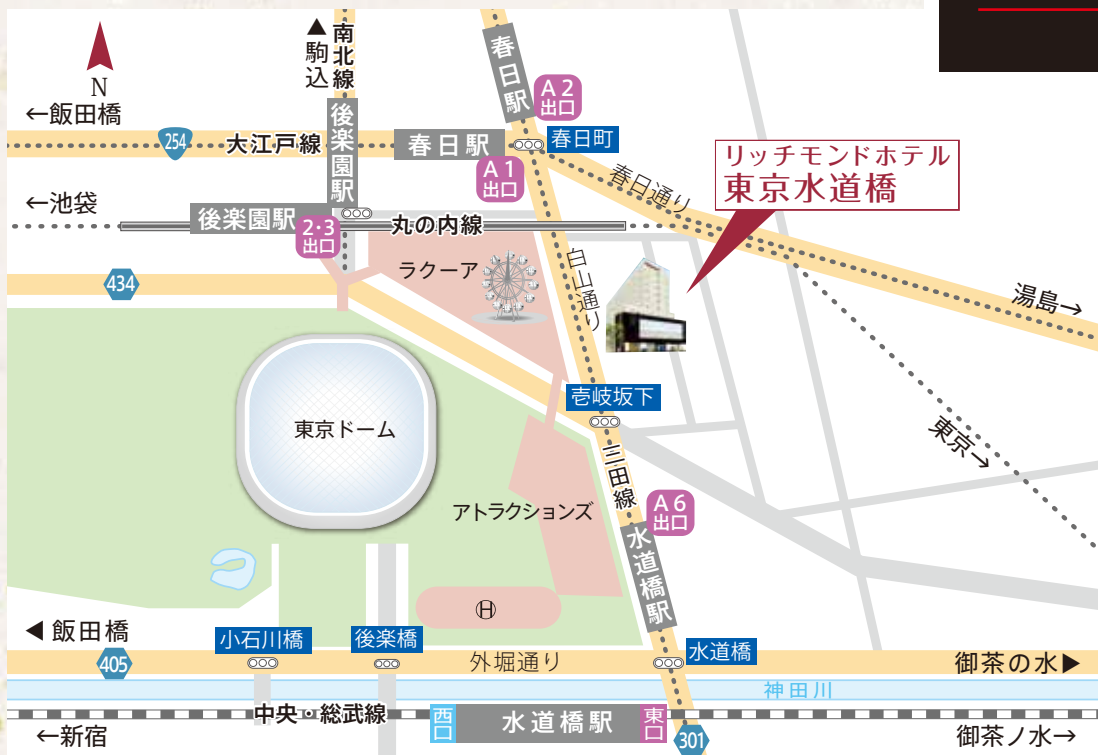 ▲駒込
南北線
春日駅
A2
出口
N
←飯田橋
後楽園駅
254
大江戸線
春日駅
春日町
A1
出口
リッチモンドホテル
東京水道橋
春日通り
←池袋
後楽園駅
2・3
出口
丸の内線
ラクーア
白山通り
434
湯島→
壱岐坂下
東京ドーム
東京→
三田線
アトラクションズ
A6
出口
水道橋駅
Ⓗ
◀飯田橋
小石川橋
後楽橋
405
外堀通り
水道橋
御茶の水▶
神田川
中央・総武線
西口
水道橋駅
東口
←新宿
301
御茶ノ水→